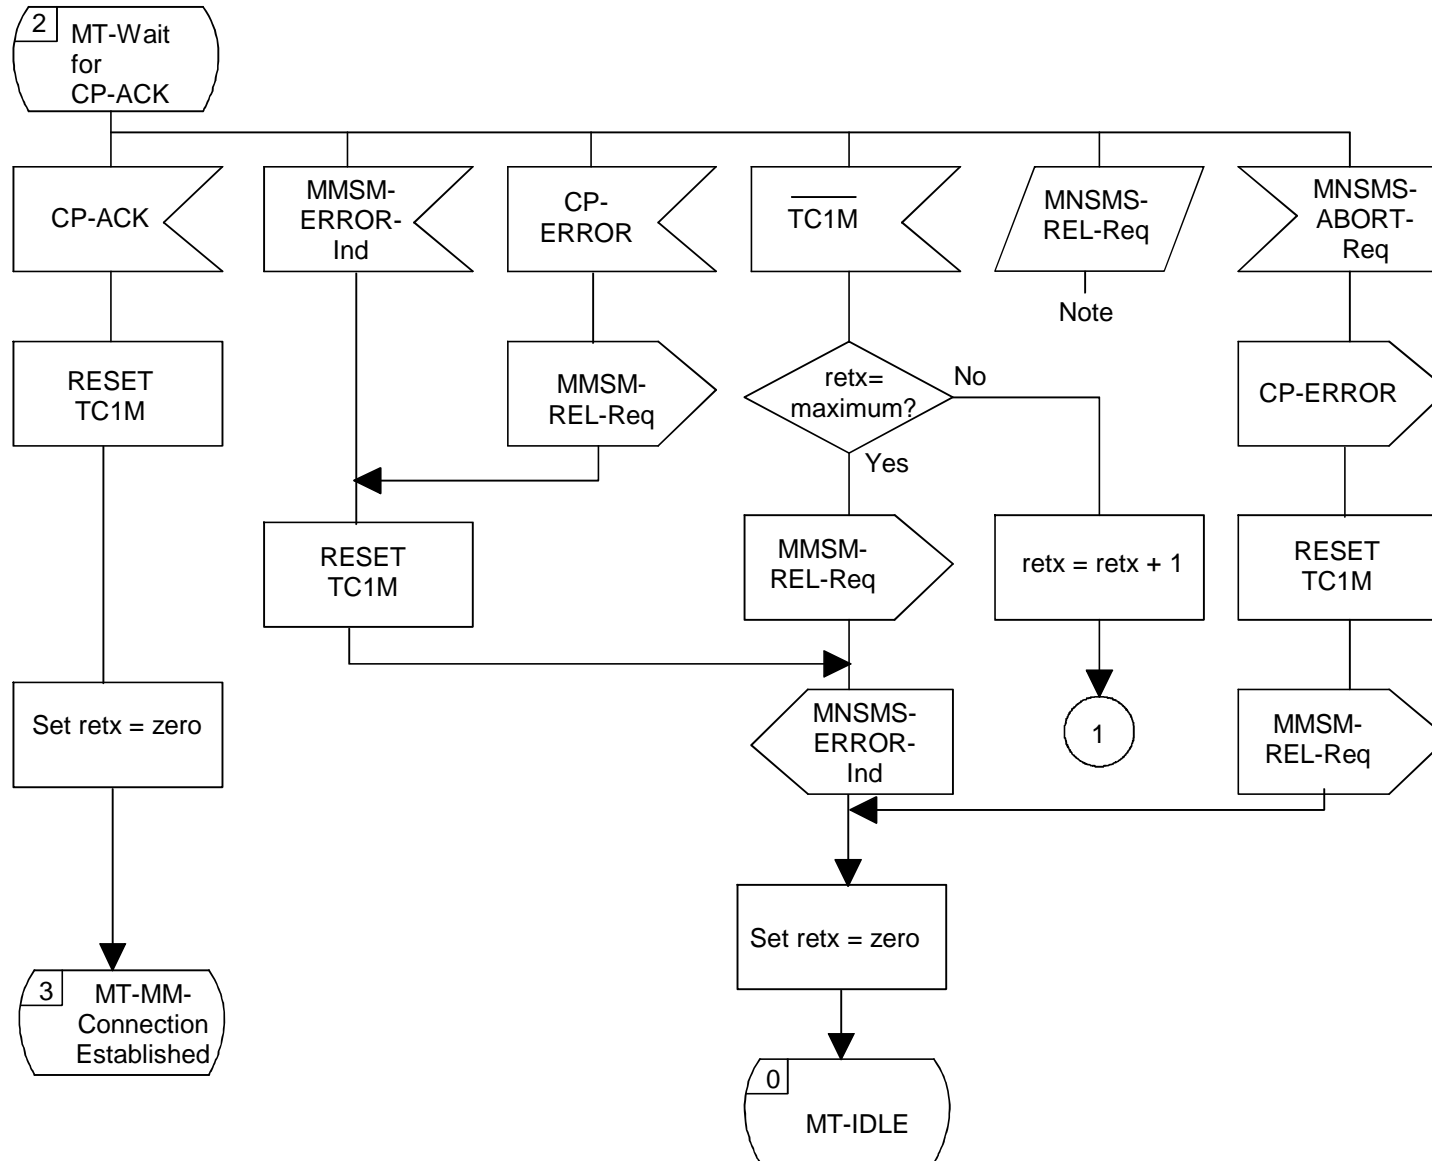 2
MT-Wait
for
CP-ACK
CP-ACK
MMSM-
ERROR-
Ind
CP-
ERROR
TC1M
MNSMS-
REL-Req
Note
MNSMS-
ABORT-
Req
RESET
TC1M
MMSM-
REL-Req
retx=
maximum?
No
Yes
CP-ERROR
RESET
TC1M
MMSM-
REL-Req
retx = retx + 1
RESET
TC1M
Set retx = zero
MNSMS-
ERROR-
Ind
1
MMSM-
REL-Req
Set retx = zero
3
MT-MM-
Connection
Established
0
MT-IDLE